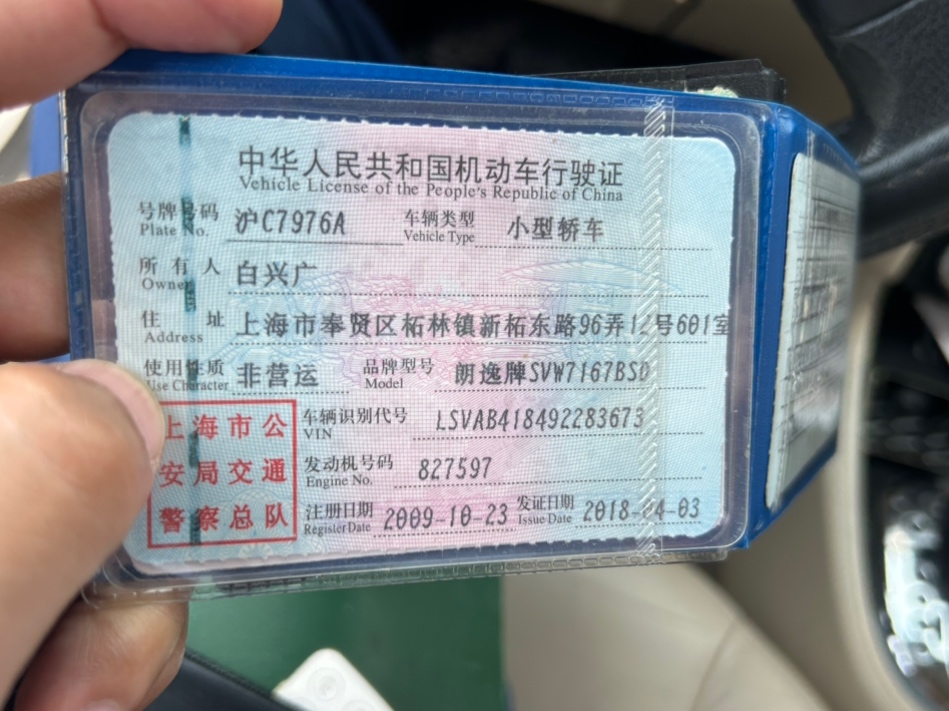 中华人民共和国机动车行驶证
Vehicle License of the People's Republic of China
号牌号码 沪C7976A 车辆类型 小型轿车
Plate No. Vehicle Type
所有人 白兴广
Owner
住址 上海市奉贤区柘林镇新柘东路96弄 号601室
Address
使用性质 非营运 品牌型号 朗逸牌SVW7167BSD
Use Character Model
上海市公
安局交通
警察总队
车辆识别代号 LSVAB418492283673
VIN
发动机号码 827597
Engine No.
注册日期 2009-10-23 发证日期 2018-04-03
Register Date Issue Date